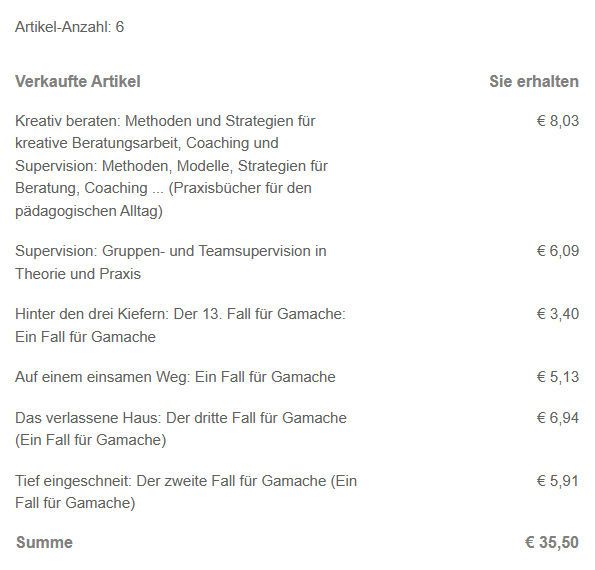 Artikel-Anzahl: 6
Verkaufte Artikel Sie erhalten
Kreativ beraten: Methoden und Strategien für € 8,03
kreative Beratungsarbeit, Coaching und
Supervision: Methoden, Modelle, Strategien für
Beratung, Coaching ... (Praxisbücher für den
pädagogischen Alltag)
Supervision: Gruppen- und Teamsupervision in € 6,09
Theorie und Praxis
Hinter den drei Kiefern: Der 13. Fall für Gamache: € 3,40
Ein Fall für Gamache
Auf einem einsamen Weg: Ein Fall für Gamache € 5,13
Das verlassene Haus: Der dritte Fall für Gamache € 6,94
(Ein Fall für Gamache)
Tief eingeschneit: Der zweite Fall für Gamache (Ein € 5,91
Fall für Gamache)
Summe € 35,50